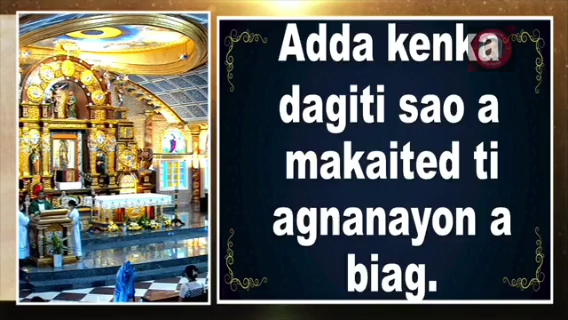 Adda kenka
dagiti sao a
makaited ti
agnanayon a
biag.